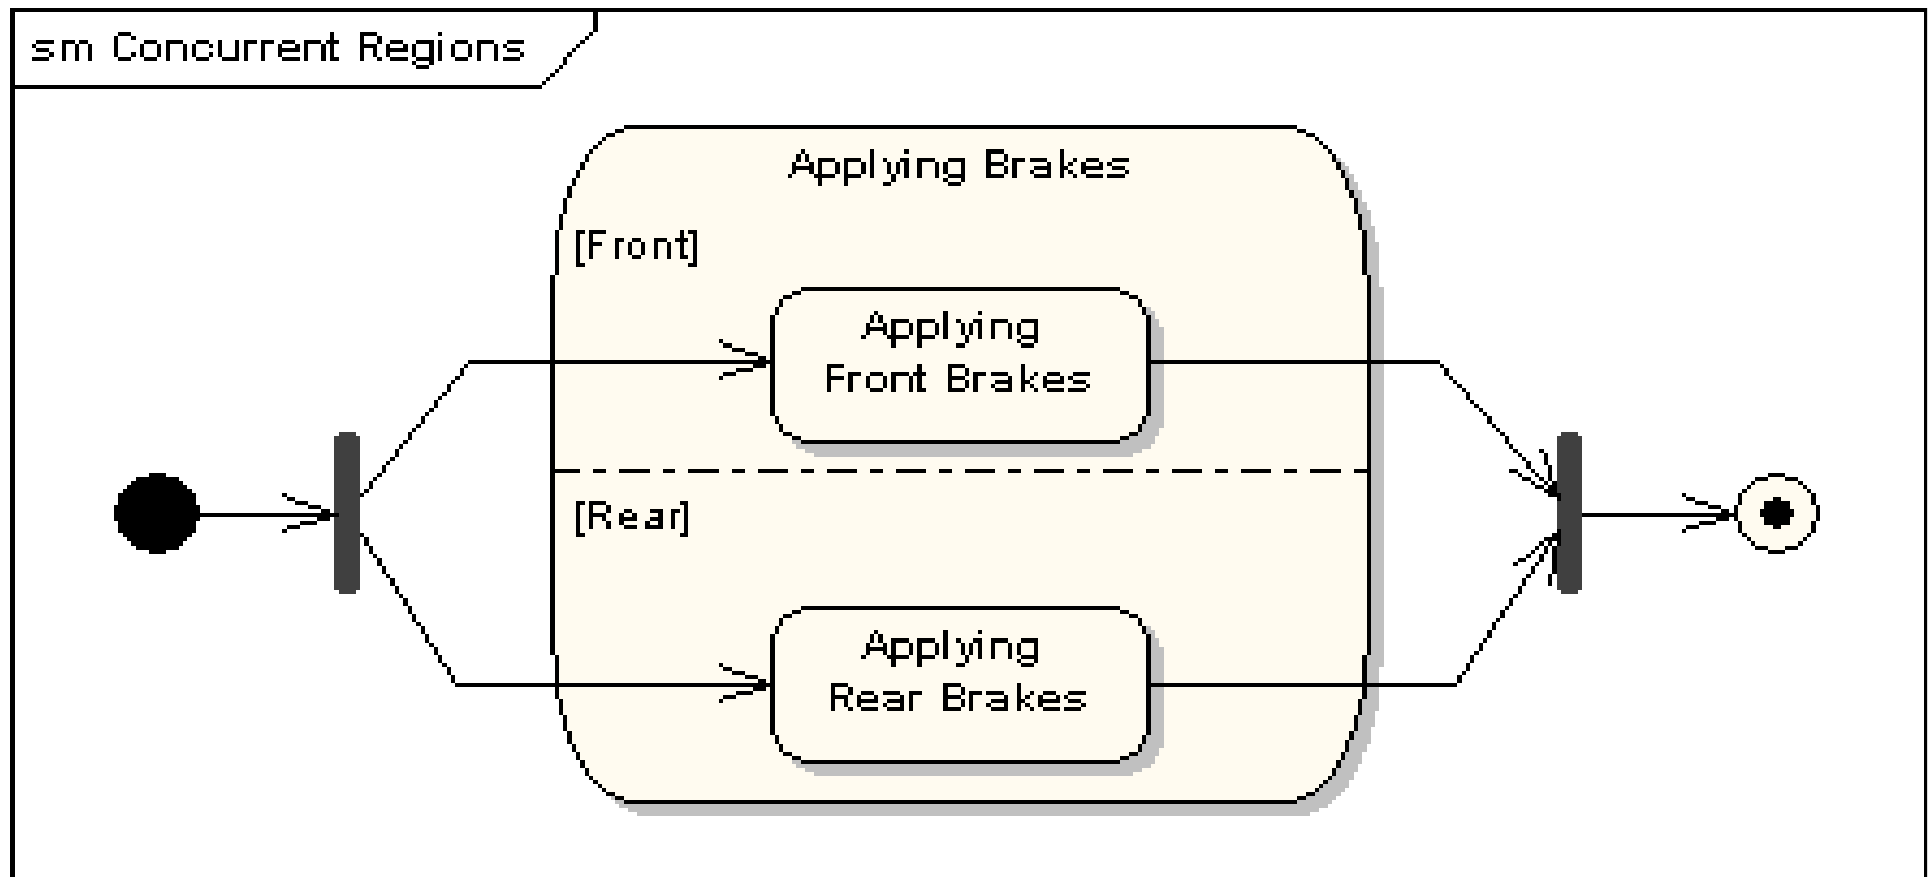 sm Concurrent Regions
Applying Brakes
[Front]
Applying
Front Brakes
[Rear]
Applying
Rear Brakes